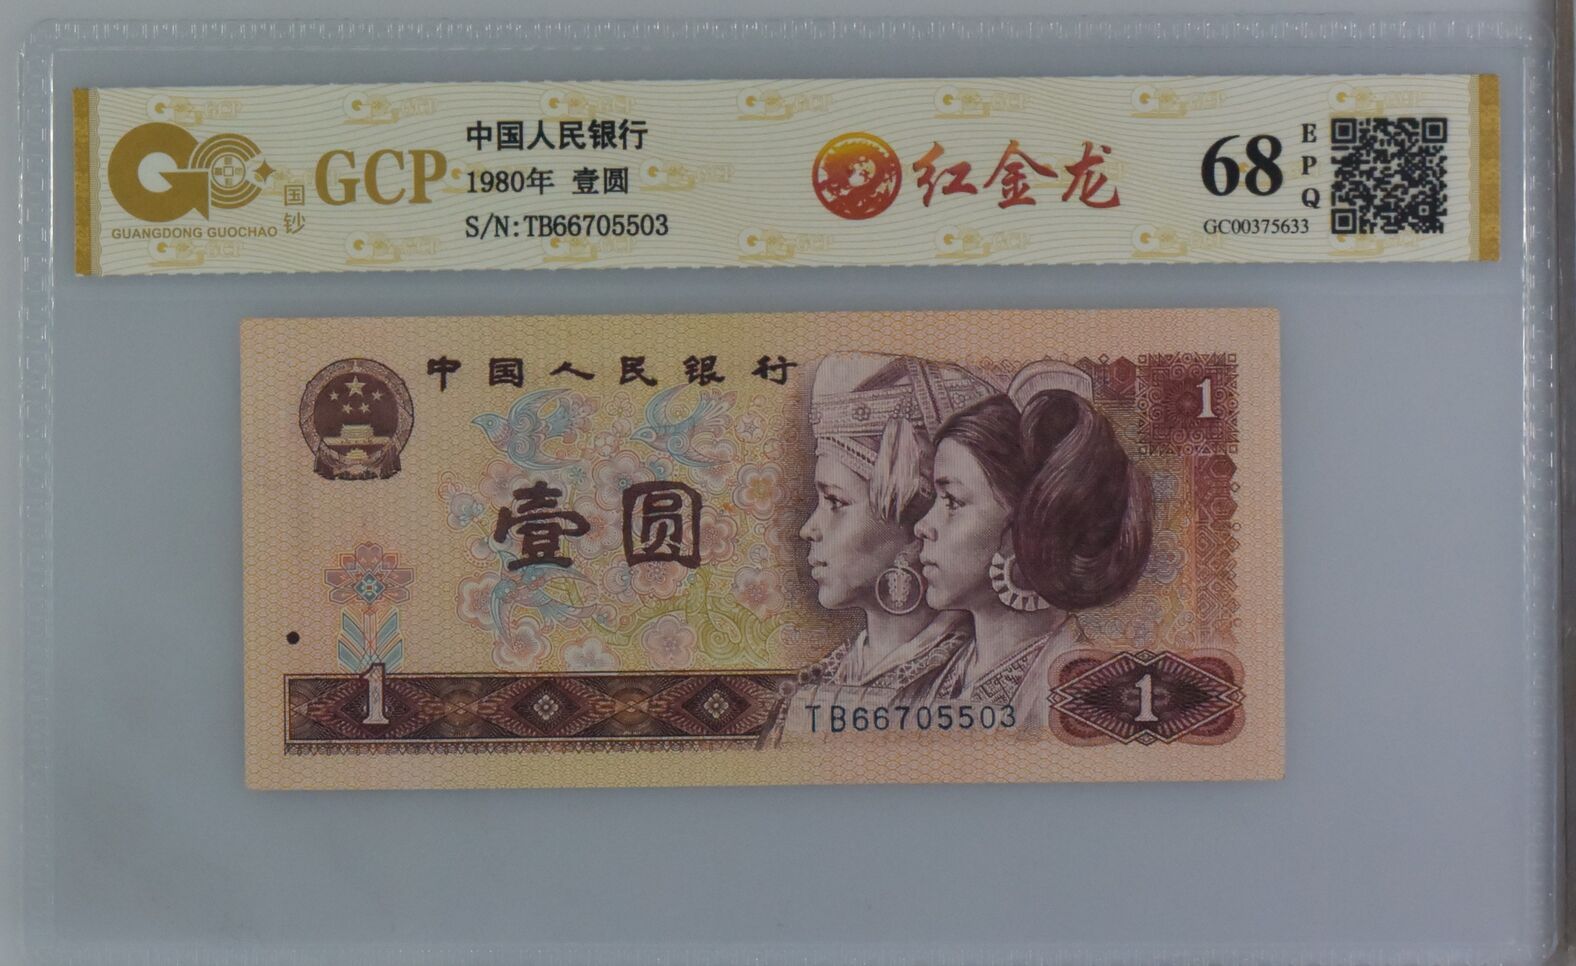 中国人民银行
1980年 壹圆
S/N:TB66705503
GCP
国钞
GUANGDONG GUOCHAO
红金龙
68
EPQ
GC00375633
中国人民银行
1
壹圆
1
TB66705503
1